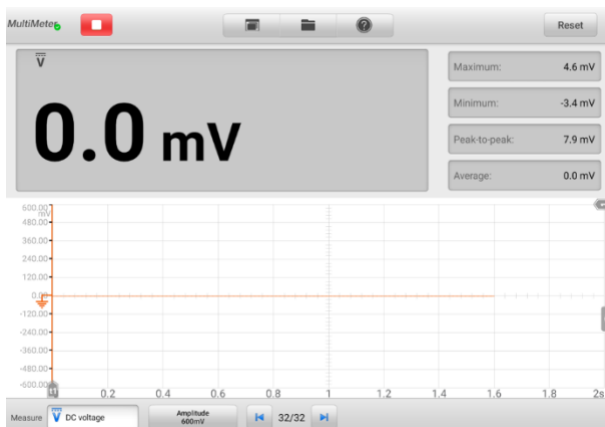 MultiMeter
Reset
V
0.0 mV
Maximum: 4.6 mV
Minimum: -3.4 mV
Peak-to-peak: 7.9 mV
Average: 0.0 mV
600.00
mV
480.00
360.00
240.00
120.00
0.00
-120.00
-240.00
-360.00
-480.00
-600.00
0.2 0.4 0.6 0.8 1 1.2 1.4 1.6 1.8 2s
Measure V DC voltage Amplitude 32/32
600mV